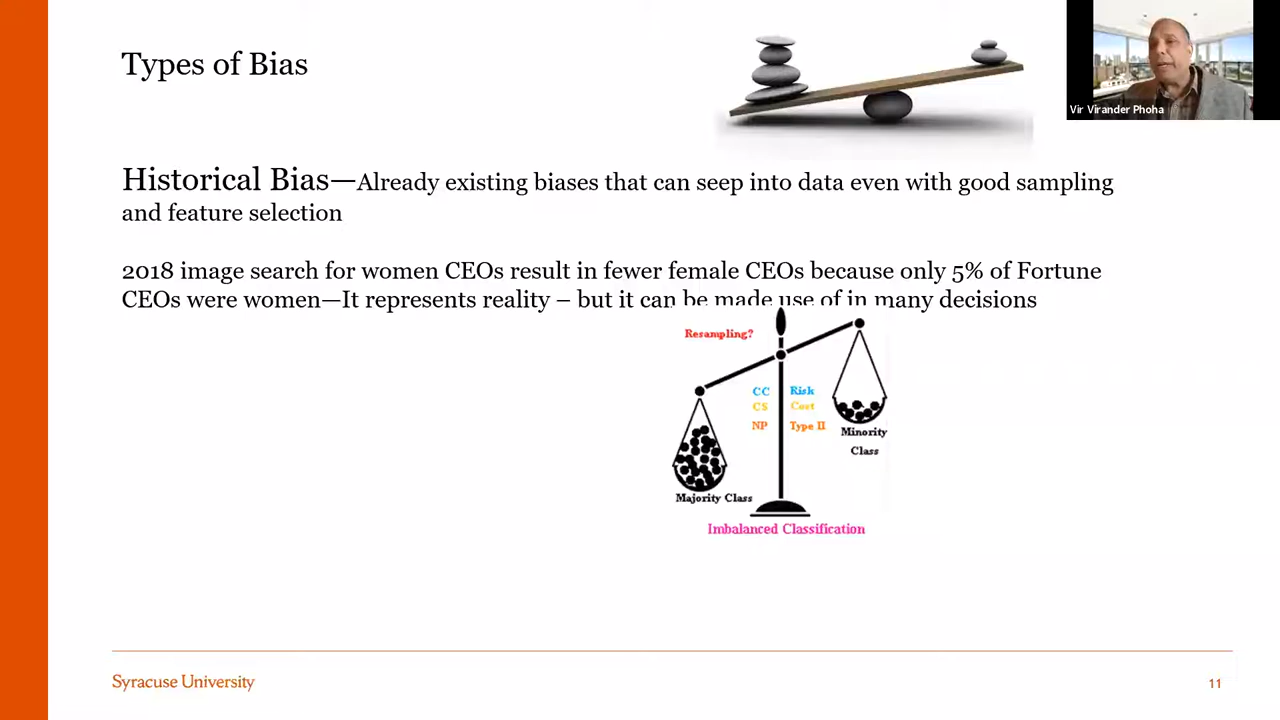 Types of Bias
Vir Virander Phoha
Historical Bias—Already existing biases that can seep into data even with good sampling
and feature selection
2018 image search for women CEOs result in fewer female CEOs because only 5% of Fortune
CEOs were women—It represents reality – but it can be made use of in many decisions
Resampling?
CC Risk
CS Cost
NP Type II
Minority
Class
Majority Class
Imbalanced Classification
Syracuse University
11